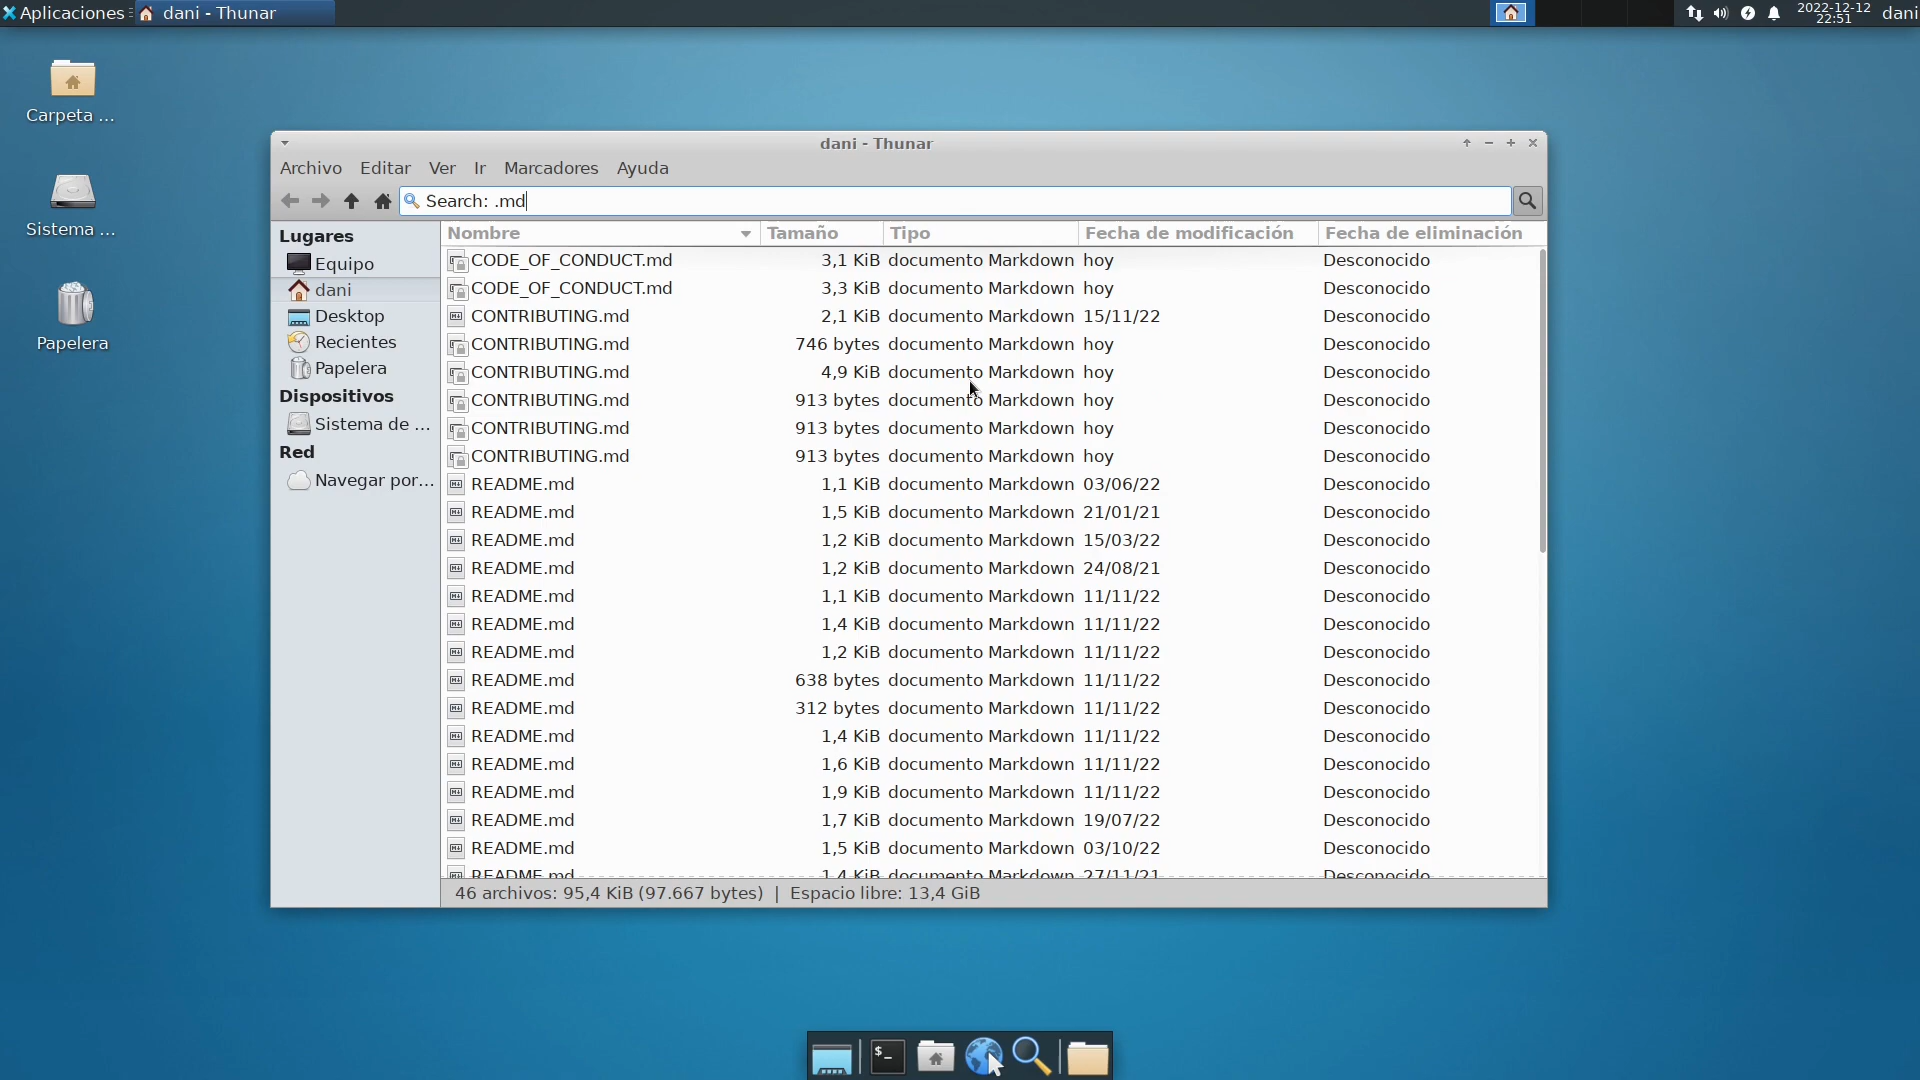 Aplicaciones dani - Thunar 2022-12-12 dani
22:51
Carpeta ...
Sistema ...
Papelera
dani - Thunar
Archivo Editar Ver Ir Marcadores Ayuda
Search: .md
Lugares
Equipo
dani
Desktop
Recientes
Papelera
Dispositivos
Sistema de ...
Red
Navegar por...
Nombre Tamaño Tipo Fecha de modificación Fecha de eliminación
CODE_OF_CONDUCT.md 3,1 KiB documento Markdown hoy Desconocido
CODE_OF_CONDUCT.md 3,3 KiB documento Markdown hoy Desconocido
CONTRIBUTING.md 2,1 KiB documento Markdown 15/11/22 Desconocido
CONTRIBUTING.md 746 bytes documento Markdown hoy Desconocido
CONTRIBUTING.md 4,9 KiB documento Markdown hoy Desconocido
CONTRIBUTING.md 913 bytes documento Markdown hoy Desconocido
CONTRIBUTING.md 913 bytes documento Markdown hoy Desconocido
CONTRIBUTING.md 913 bytes documento Markdown hoy Desconocido
README.md 1,1 KiB documento Markdown 03/06/22 Desconocido
README.md 1,5 KiB documento Markdown 21/01/21 Desconocido
README.md 1,2 KiB documento Markdown 15/03/22 Desconocido
README.md 1,2 KiB documento Markdown 24/08/21 Desconocido
README.md 1,1 KiB documento Markdown 11/11/22 Desconocido
README.md 1,4 KiB documento Markdown 11/11/22 Desconocido
README.md 1,2 KiB documento Markdown 11/11/22 Desconocido
README.md 638 bytes documento Markdown 11/11/22 Desconocido
README.md 312 bytes documento Markdown 11/11/22 Desconocido
README.md 1,4 KiB documento Markdown 11/11/22 Desconocido
README.md 1,6 KiB documento Markdown 11/11/22 Desconocido
README.md 1,9 KiB documento Markdown 11/11/22 Desconocido
README.md 1,7 KiB documento Markdown 19/07/22 Desconocido
README.md 1,5 KiB documento Markdown 03/10/22 Desconocido
README.md 1,4 KiB documento Markdown 27/11/21 Desconocido
46 archivos: 95,4 KiB (97.667 bytes) | Espacio libre: 13,4 GiB
$_